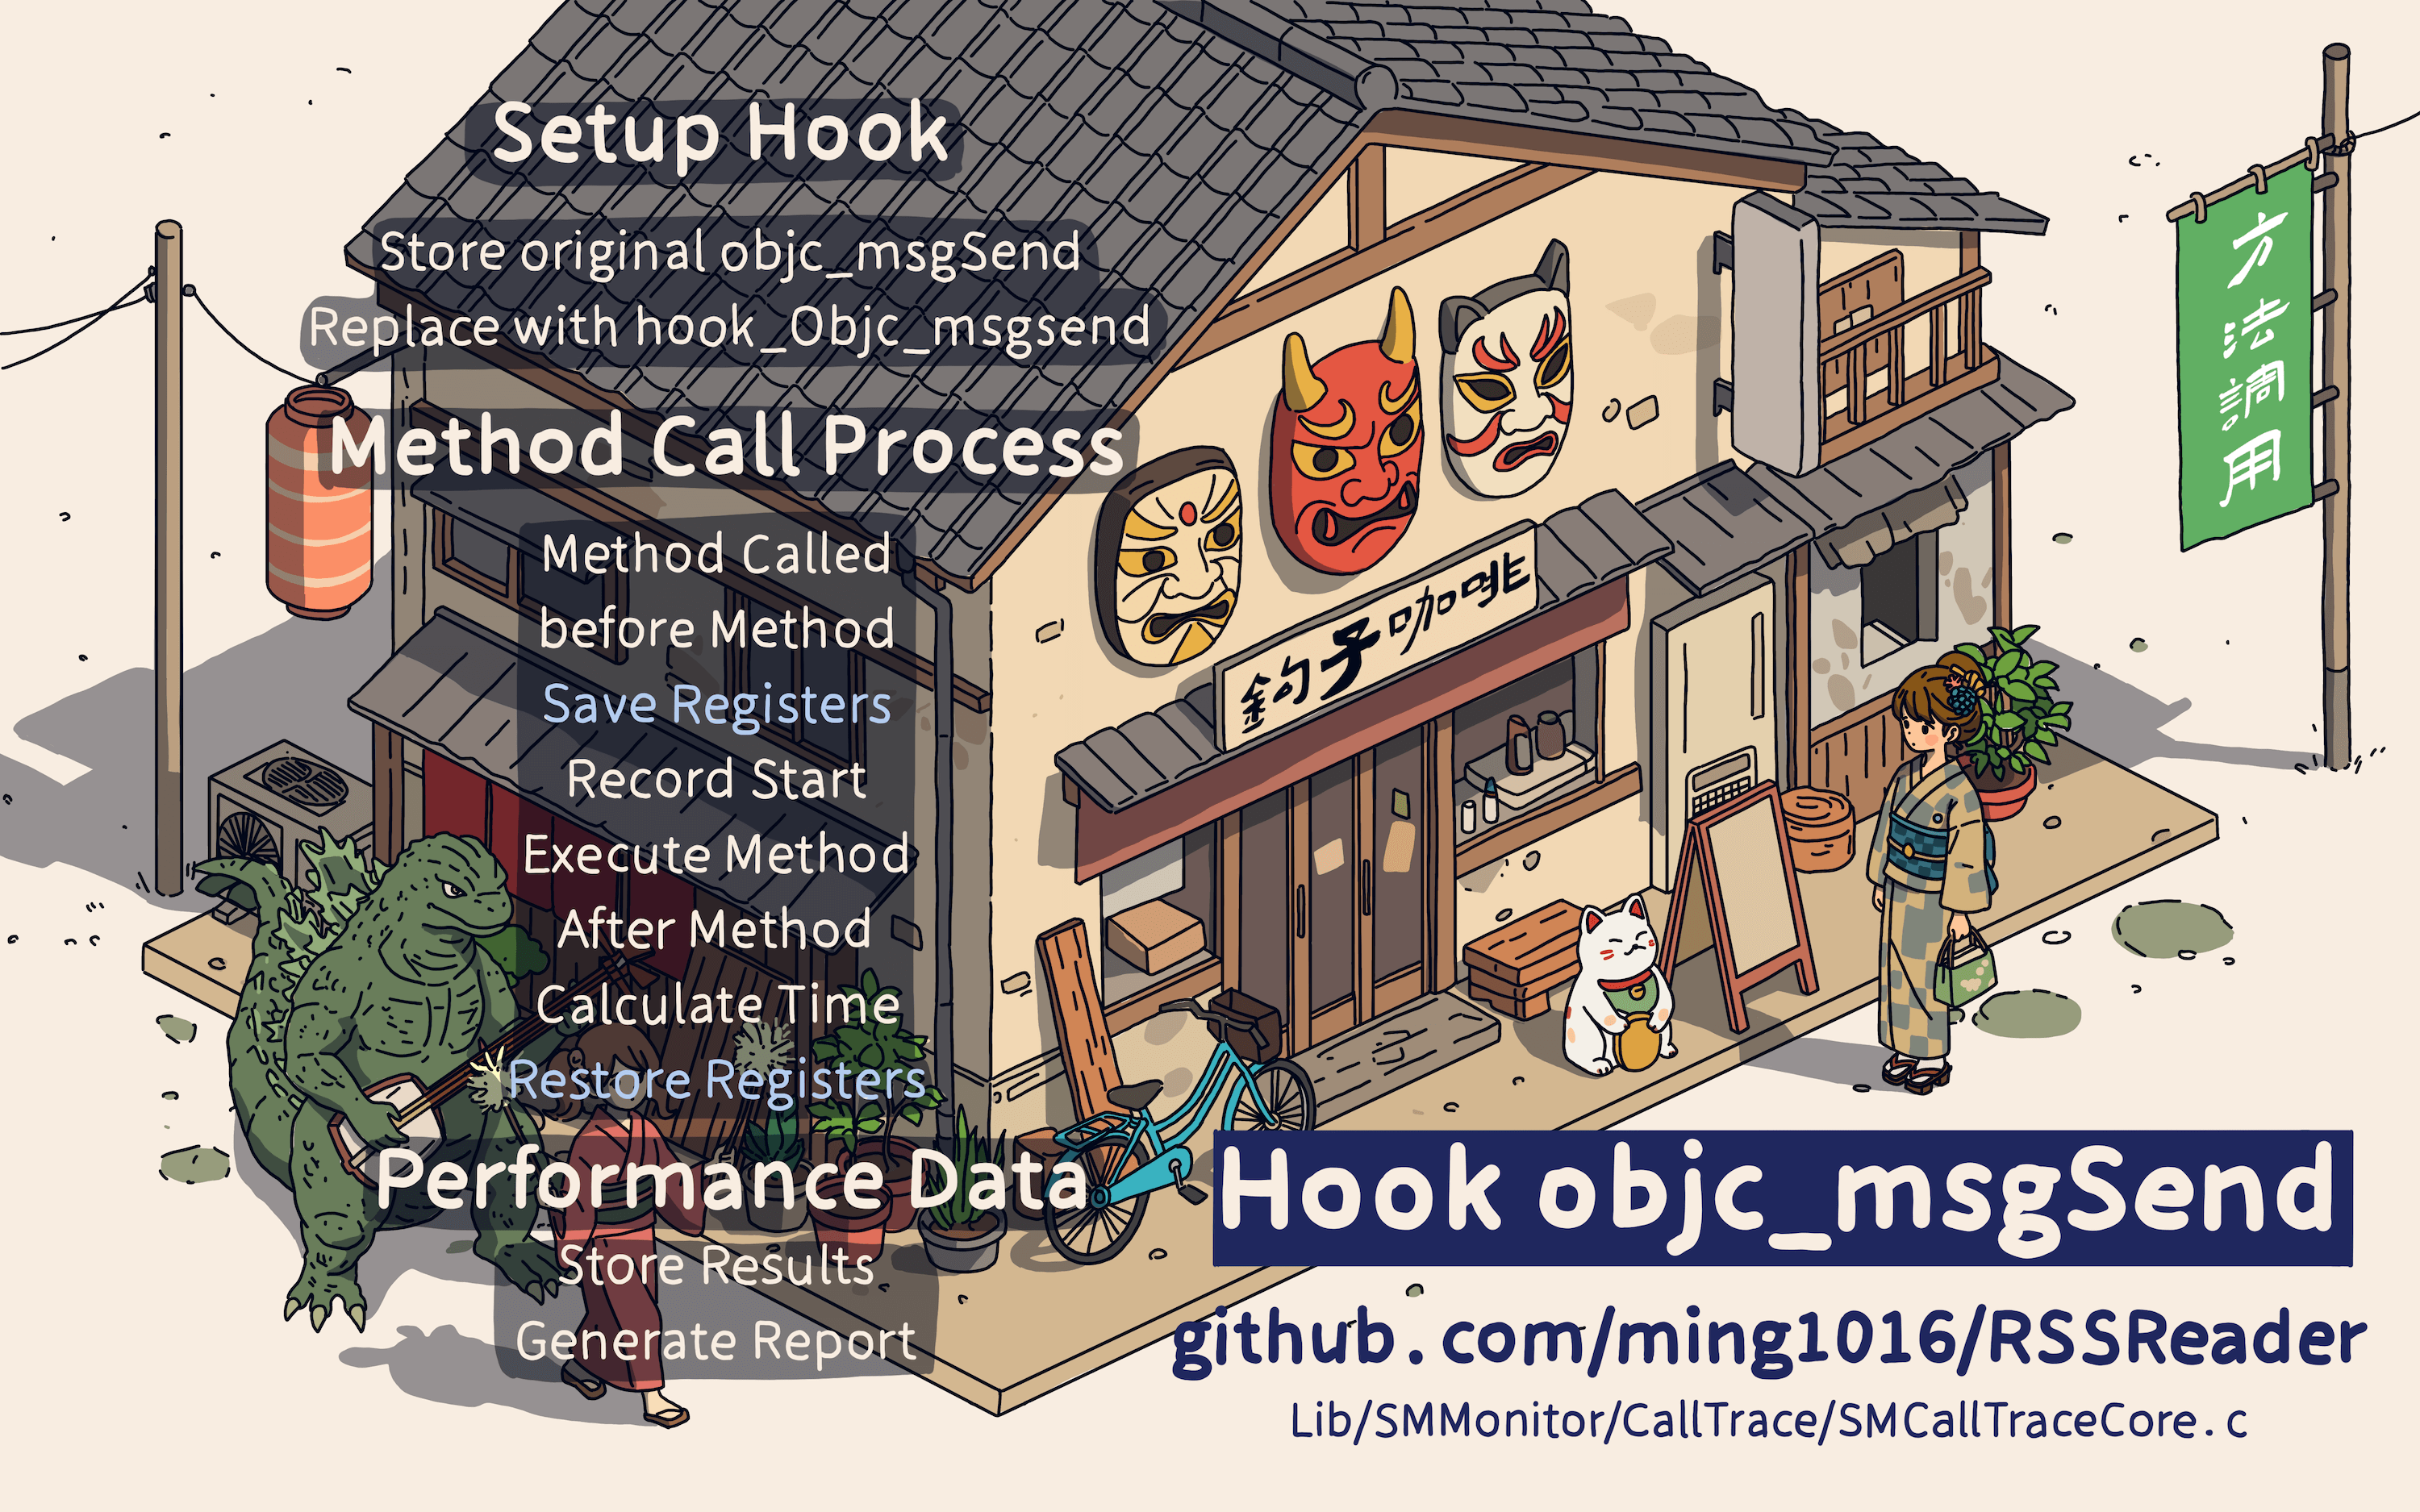 Setup Hook
Store original objc_msgSend
Replace with hook_Objc_msgsend
Method Call Process
Method Called
before Method
Save Registers
Record Start
Execute Method
After Method
Calculate Time
Restore Registers
Performance Data
Store Results
Generate Report
鈎子咖啡
方法調用
Hook objc_msgSend
github.com/ming1016/RSSReader
Lib/SMMonitor/CallTrace/SMCallTraceCore.c